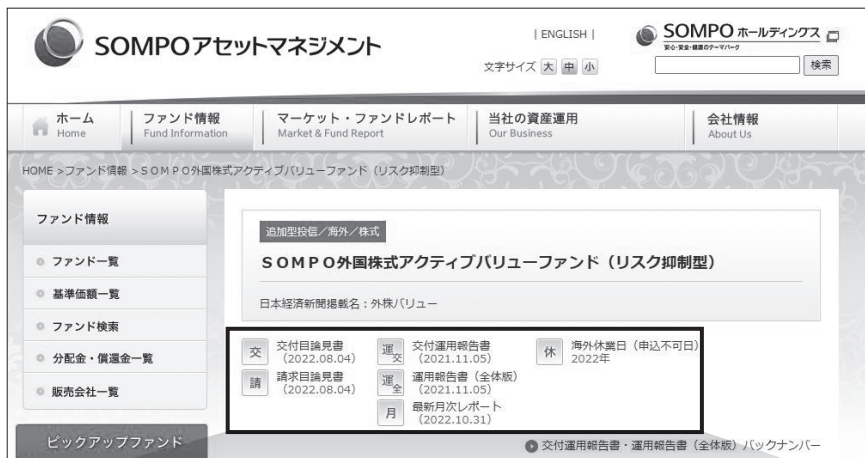 SOMPOアセットマネジメント
| ENGLISH |
SOMPO ホールディングス
安心・安全・健康のテーマパーク
文字サイズ 大 中 小
検索
ホーム
Home
ファンド情報
Fund Information
マーケット・ファンドレポート
Market & Fund Report
当社の資産運用
Our Business
会社情報
About Us
HOME >ファンド情報 >ＳＯＭＰＯ外国株式アクティブバリューファンド（リスク抑制型）
ファンド情報
ファンド一覧
基準価額一覧
ファンド検索
分配金・償還金一覧
販売会社一覧
ピックアップファンド
追加型投信／海外／株式
ＳＯＭＰＯ外国株式アクティブバリューファンド（リスク抑制型）
日本経済新聞掲載名：外株バリュー
交 交付目論見書
（2022.08.04）
請 請求目論見書
（2022.08.04）
運交 交付運用報告書
（2021.11.05）
運全 運用報告書（全体版）
（2021.11.05）
月 最新月次レポート
（2022.10.31）
休 海外休業日（申込不可日）
2022年
交付運用報告書・運用報告書（全体版）バックナンバー